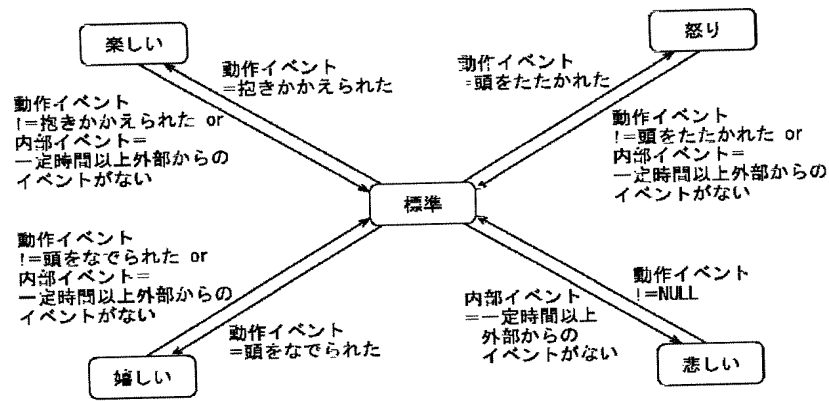 楽しい
怒り
動作イベント
=抱きかかえられた
動作イベント
=頭をたたかれた
動作イベント
!=抱きかかえられた or
内部イベント=
一定時間以上外部からの
イベントがない
動作イベント
!=頭をたたかれた or
内部イベント=
一定時間以上外部からの
イベントがない
標準
動作イベント
!=頭をなでられた or
内部イベント=
一定時間以上外部からの
イベントがない
動作イベント
=頭をなでられた
内部イベント
=一定時間以上
外部からの
イベントがない
動作イベント
!=NULL
嬉しい
悲しい